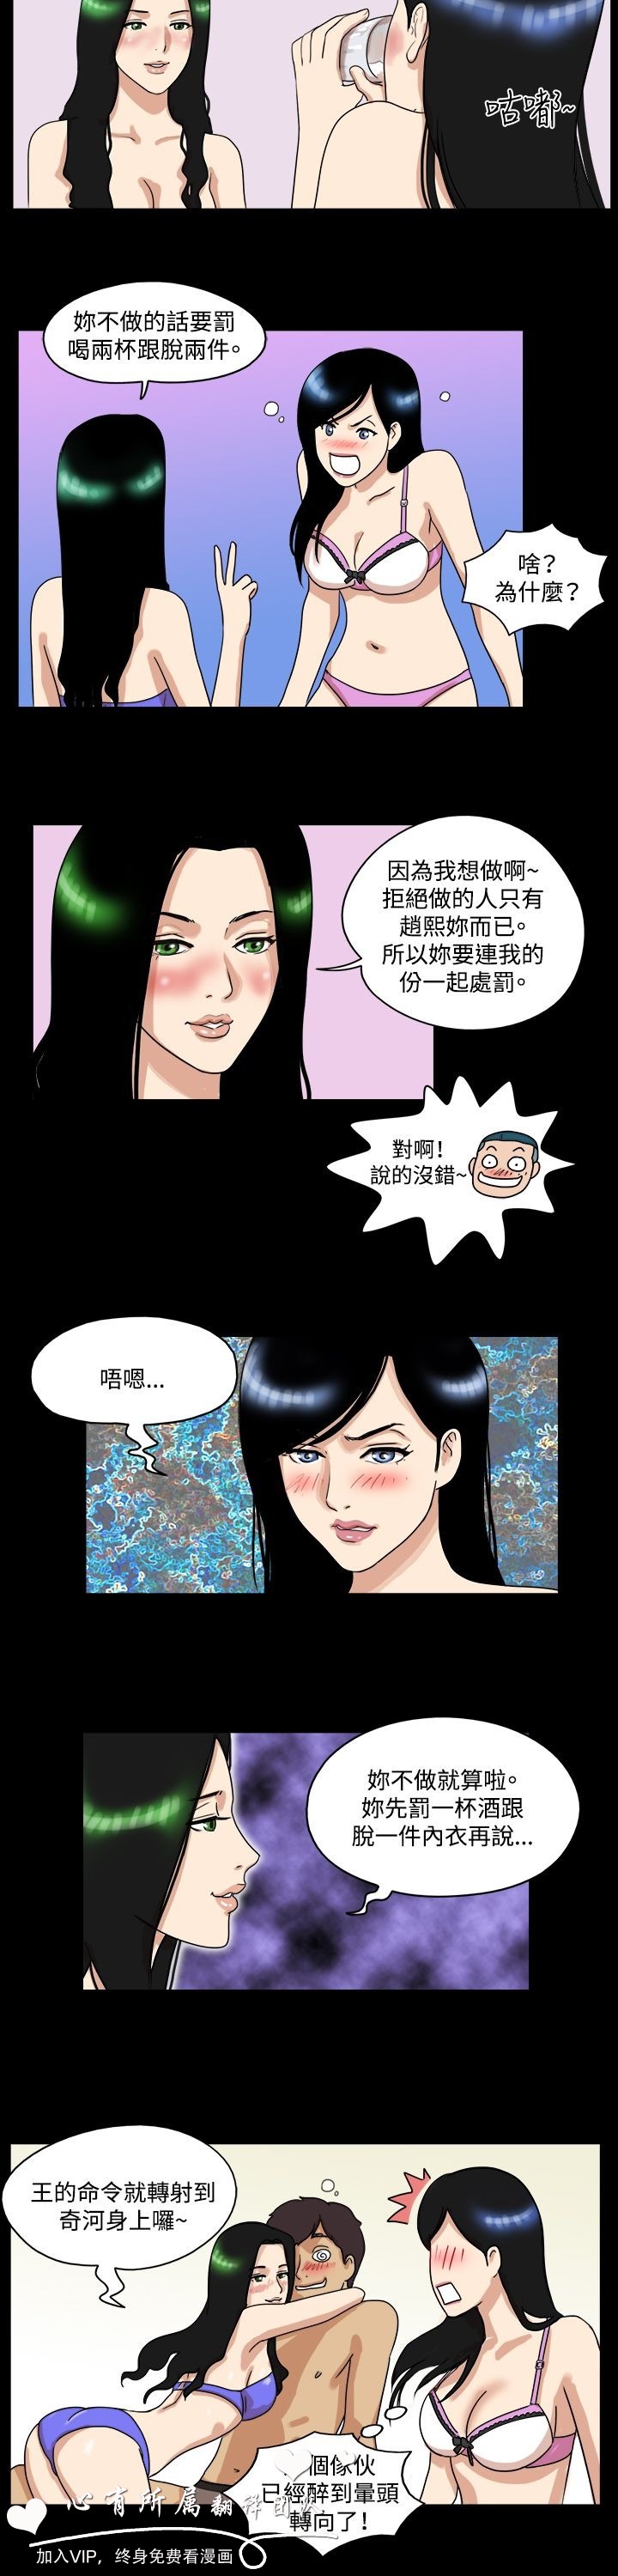 咕嘟~
妳不做的話要罰
喝兩杯跟脫兩件。
啥？
為什麼？
因為我想做啊~
拒絕做的人只有
趙熙妳而已。
所以妳要連我的
份一起處罰。
對啊！
說的沒錯~
唔嗯...
妳不做就算啦。
妳先罰一杯酒跟
脫一件內衣再說...
王的命令就轉射到
奇河身上囉~
個傢伙
已經醉到暈頭
轉向了！
心有所属翻译团队
加入VIP，终身免费看漫画